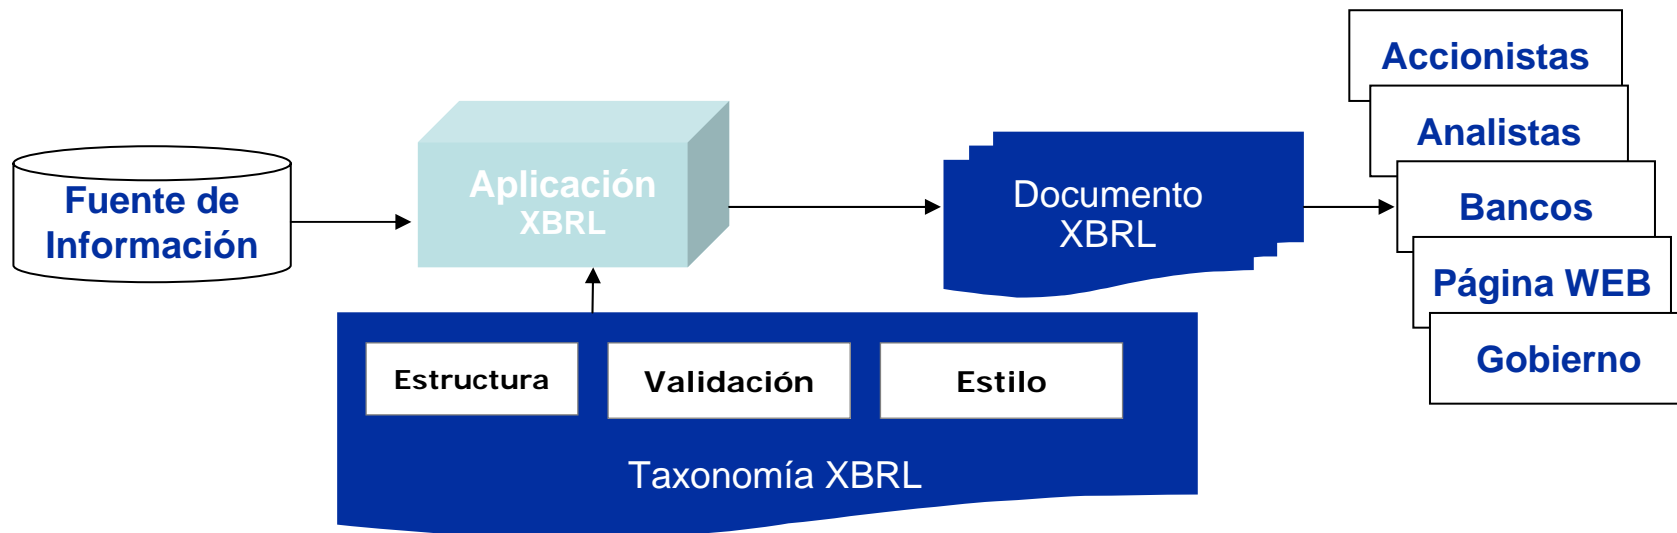 Fuente de
Información
Aplicación
XBRL
Documento
XBRL
Accionistas
Analistas
Bancos
Página WEB
Gobierno
Estructura
Validación
Estilo
Taxonomía XBRL